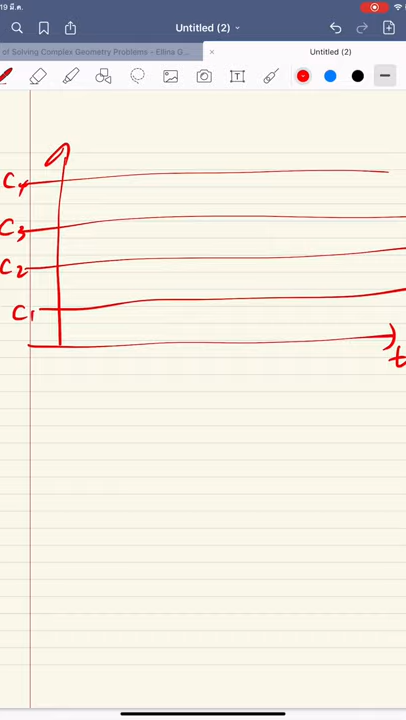 19 มี.ค.
Untitled (2)
of Solving Complex Geometry Problems - Ellina G...
Untitled (2)
C4
C3
C2
C1
t